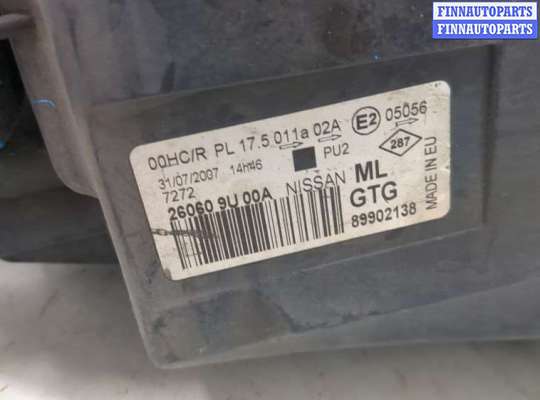 FINNAUTOPARTS
FINNAUTOPARTS
00HC/R PL 17.5 011a 02A E2 05056
31/07/2007 14H46 PU2 287
7272
26060 9U 00A NISSAN ML
GTG
89902138
MADE IN EU